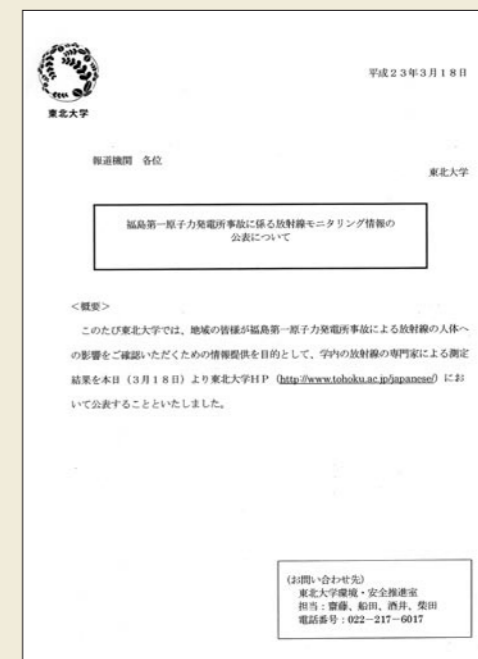 東北大学
平成23年3月18日
報道機関 各位
東北大学
福島第一原子力発電所事故に係る放射線モニタリング情報の
公表について
<概要>
このたび東北大学では、地域の皆様が福島第一原子力発電所事故による放射線の人体へ
の影響をご確認いただくための情報提供を目的として、学内の放射線の専門家による測定
結果を本日(3月18日)より東北大学HP(http://www.tohoku.ac.jp/japanese/)にお
いて公表することといたしました。
(お問い合わせ先)
東北大学環境・安全推進室
担当:齋藤、船田、酒井、柴田
電話番号:022-217-6017